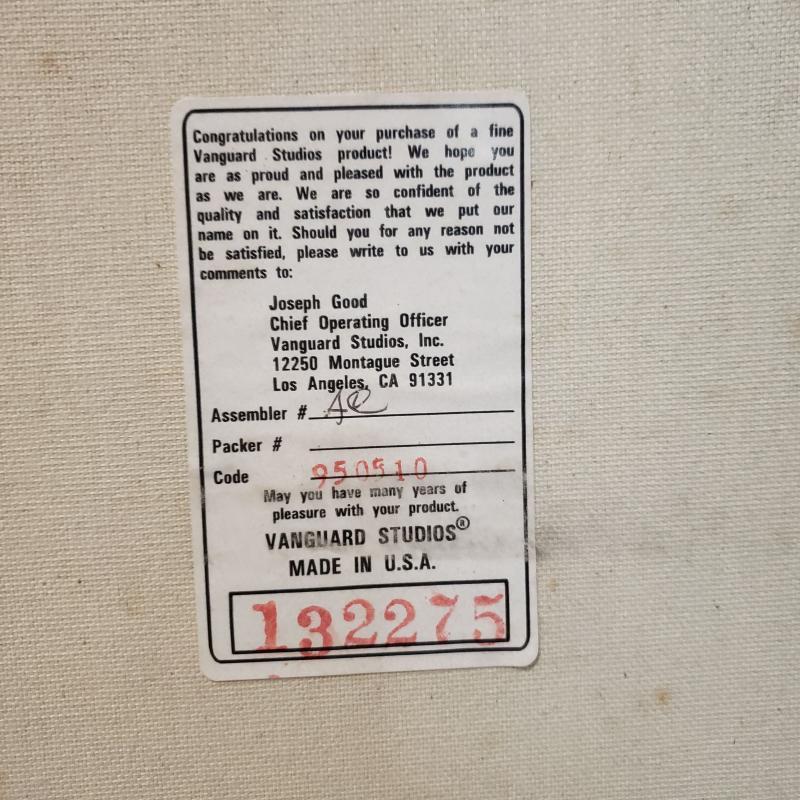 Congratulations on your purchase of a fine
Vanguard Studios product! We hope you
are as proud and pleased with the product
as we are. We are so confident of the
quality and satisfaction that we put our
name on it. Should you for any reason not
be satisfied, please write to us with your
comments to:
Joseph Good
Chief Operating Officer
Vanguard Studios, Inc.
12250 Montague Street
Los Angeles, CA 91331
Assembler #
Packer #
Code 950510
May you have many years of
pleasure with your product.
VANGUARD STUDIOS®
MADE IN U.S.A.
132275